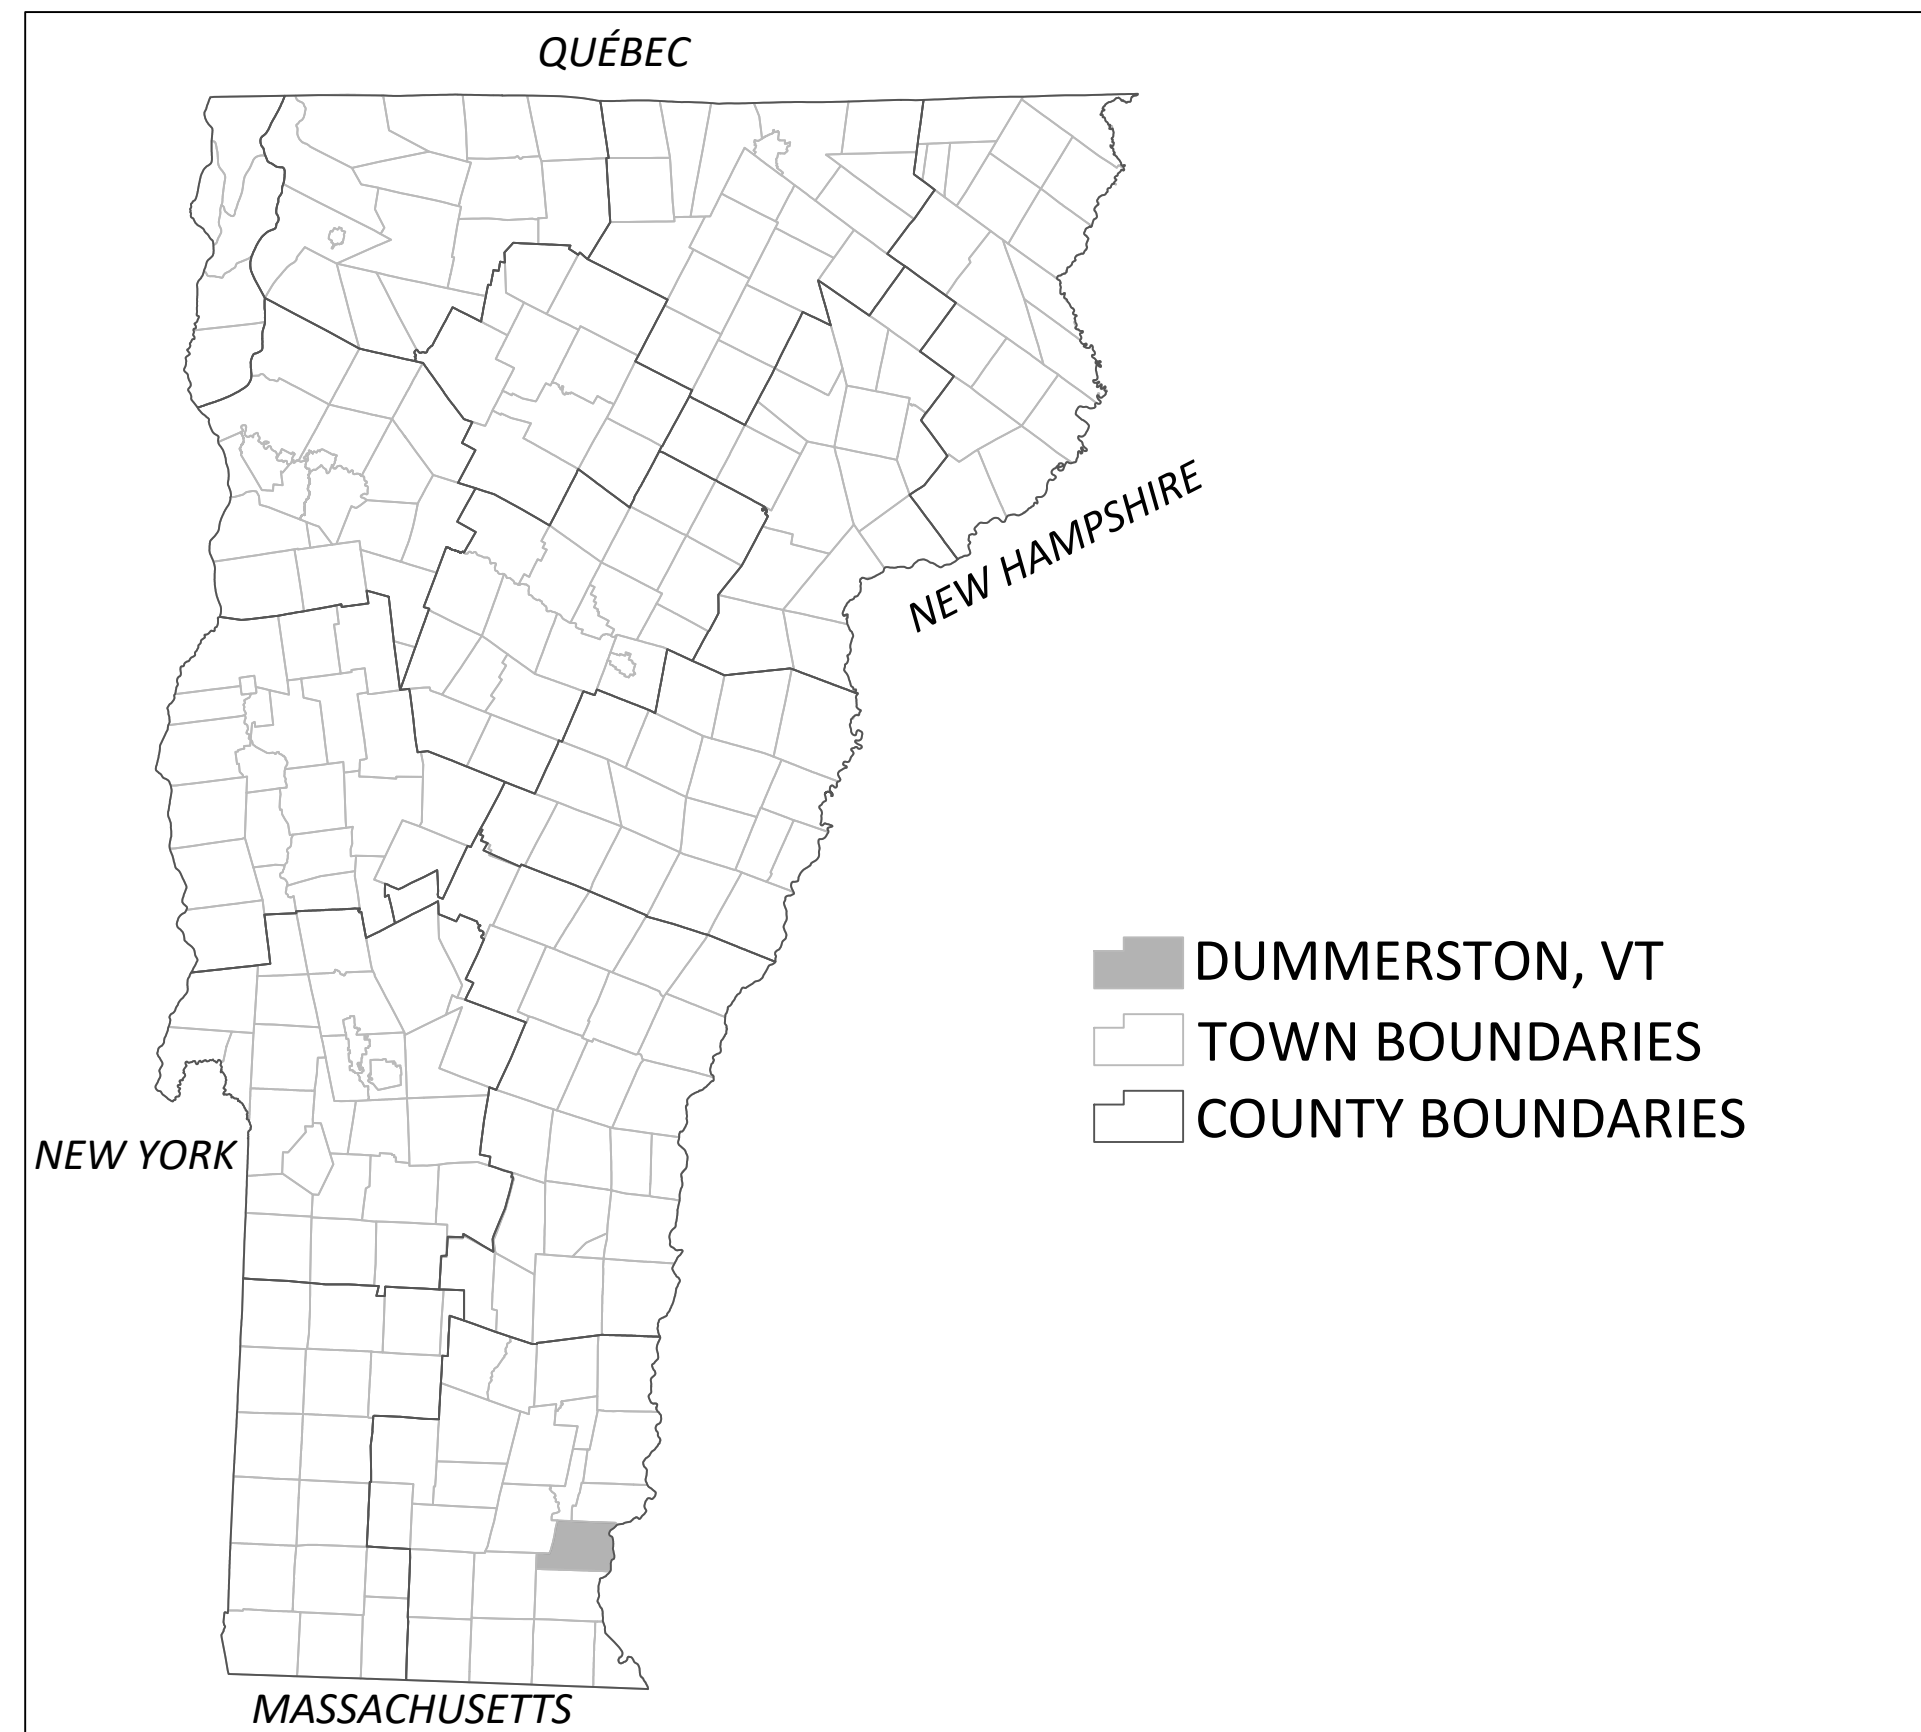 QUÉBEC
NEW HAMPSHIRE
DUMMERSTON, VT
TOWN BOUNDARIES
COUNTY BOUNDARIES
NEW YORK
MASSACHUSETTS